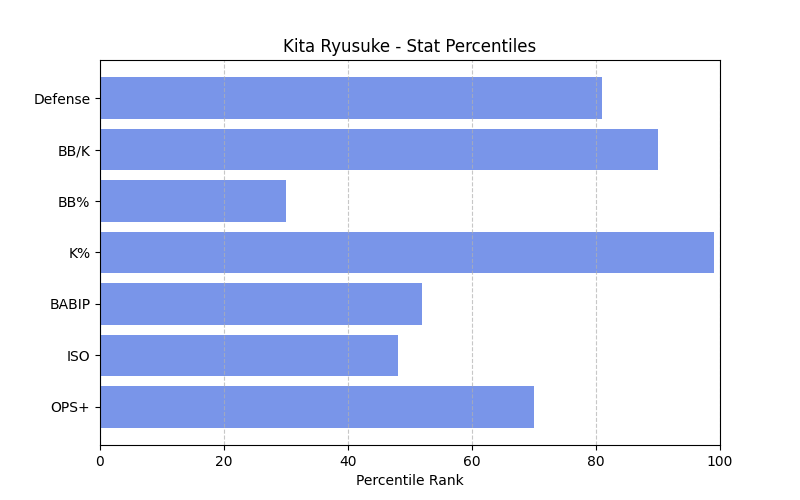 Kita Ryusuke - Stat Percentiles
Defense
BB/K
BB%
K%
BABIP
ISO
OPS+
0 20 40 60 80 100
Percentile Rank